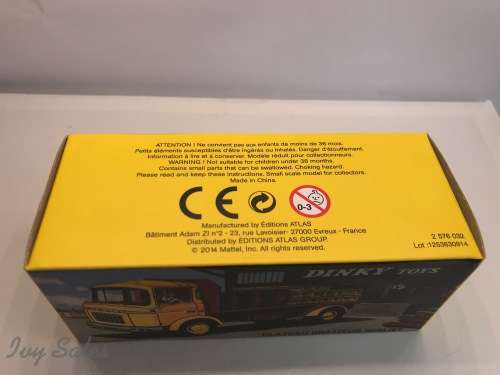 ATTENTION ! Ne convient pas aux enfants de moins de 36 mois.
Petits éléments susceptibles d'être ingérés ou inhalés. Danger d'étouffement.
Information à lire et à conserver. Modèle réduit pour collectionneurs.
WARNING ! Not suitable for children under 36 months.
Contains small parts that can be swallowed. Choking hazard.
Please read and keep these instructions. Small scale model for collectors.
Made in China.
CE
0-3
Manufactured by Éditions ATLAS
Bâtiment Adam ZI n°2 - 23, rue Lavoisier- 27000 Evreux - France
Distributed by ÉDITIONS ATLAS GROUP.
© 2014 Mattel, Inc. All Rights Reserved.
2 576 032
Lot :1253630914
DINKY TOYS
Ivy Sales